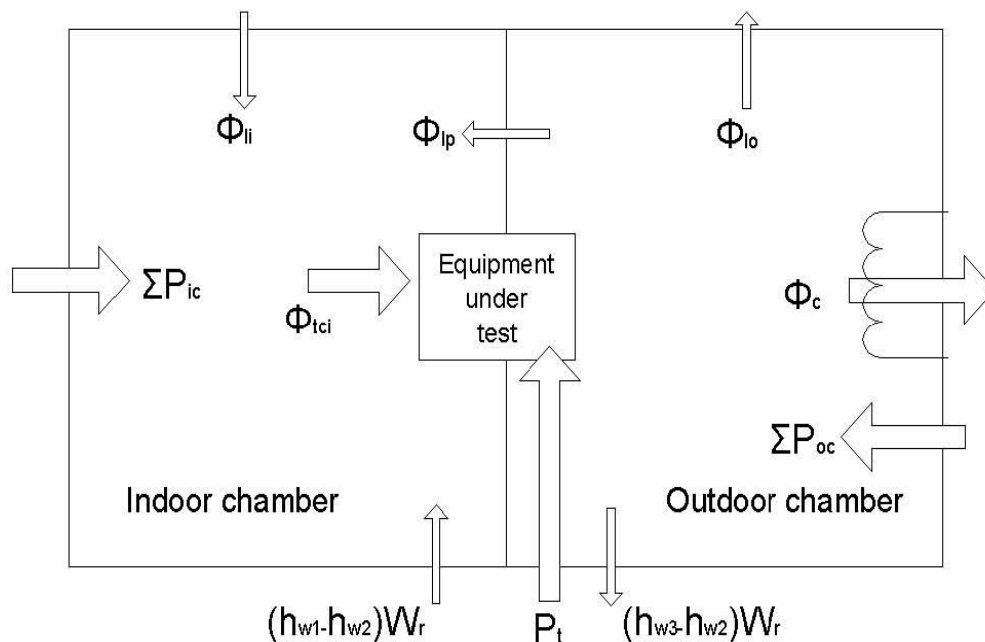 Φli
Φlp
Φlo
Equipment
under
test
ΣPic
Φtci
Φc
ΣPoc
Indoor chamber
Outdoor chamber
(hw1-hw2)Wr
Pt
(hw3-hw2)Wr